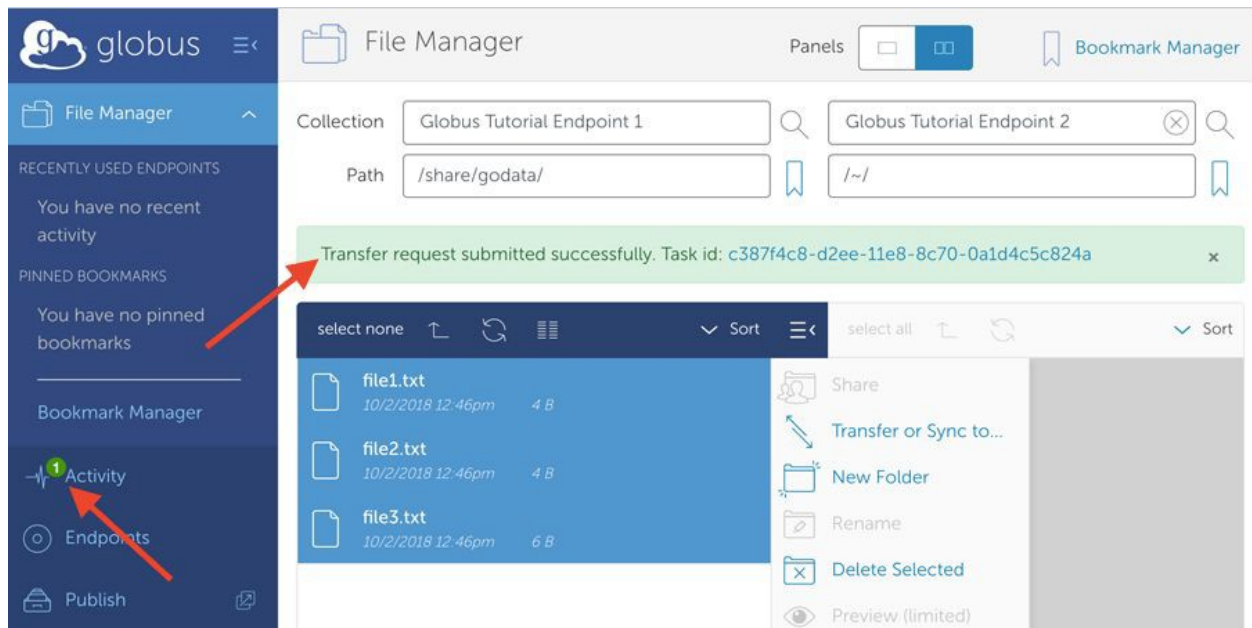 globus
File Manager
Panels
Bookmark Manager
File Manager
Collection
Globus Tutorial Endpoint 1
Globus Tutorial Endpoint 2
RECENTLY USED ENDPOINTS
Path
/share/godata/
/~/
You have no recent
activity
Transfer request submitted successfully. Task id: c387f4c8-d2ee-11e8-8c70-0a1d4c5c824a
×
PINNED BOOKMARKS
You have no pinned
bookmarks
Bookmark Manager
1
Activity
Endpoints
Publish
select none
Sort
select all
Sort
file1.txt
10/2/2018 12:46pm 4 B
file2.txt
10/2/2018 12:46pm 4 B
file3.txt
10/2/2018 12:46pm 6 B
Share
Transfer or Sync to...
New Folder
Rename
Delete Selected
Preview (limited)